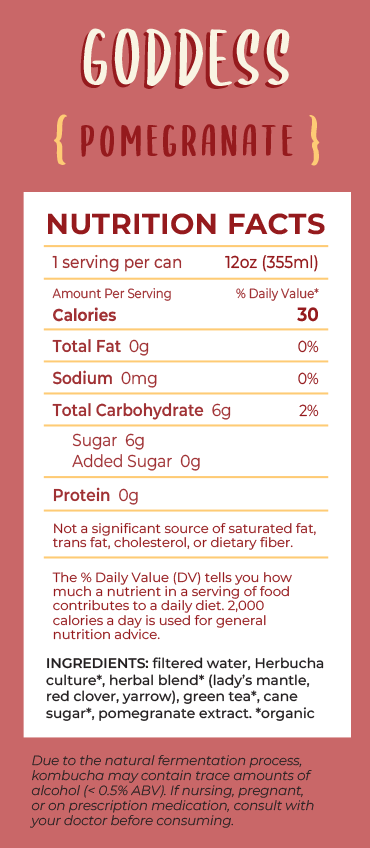 GODDESS
{ POMEGRANATE }
NUTRITION FACTS
1 serving per can 12oz (355ml)
Amount Per Serving % Daily Value*
Calories 30
Total Fat 0g 0%
Sodium 0mg 0%
Total Carbohydrate 6g 2%
Sugar 6g
Added Sugar 0g
Protein 0g
Not a significant source of saturated fat,
trans fat, cholesterol, or dietary fiber.
The % Daily Value (DV) tells you how
much a nutrient in a serving of food
contributes to a daily diet. 2,000
calories a day is used for general
nutrition advice.
INGREDIENTS: filtered water, Herbucha
culture*, herbal blend* (lady's mantle,
red clover, yarrow), green tea*, cane
sugar*, pomegranate extract. *organic
Due to the natural fermentation process,
kombucha may contain trace amounts of
alcohol (< 0.5% ABV). If nursing, pregnant,
or on prescription medication, consult with
your doctor before consuming.